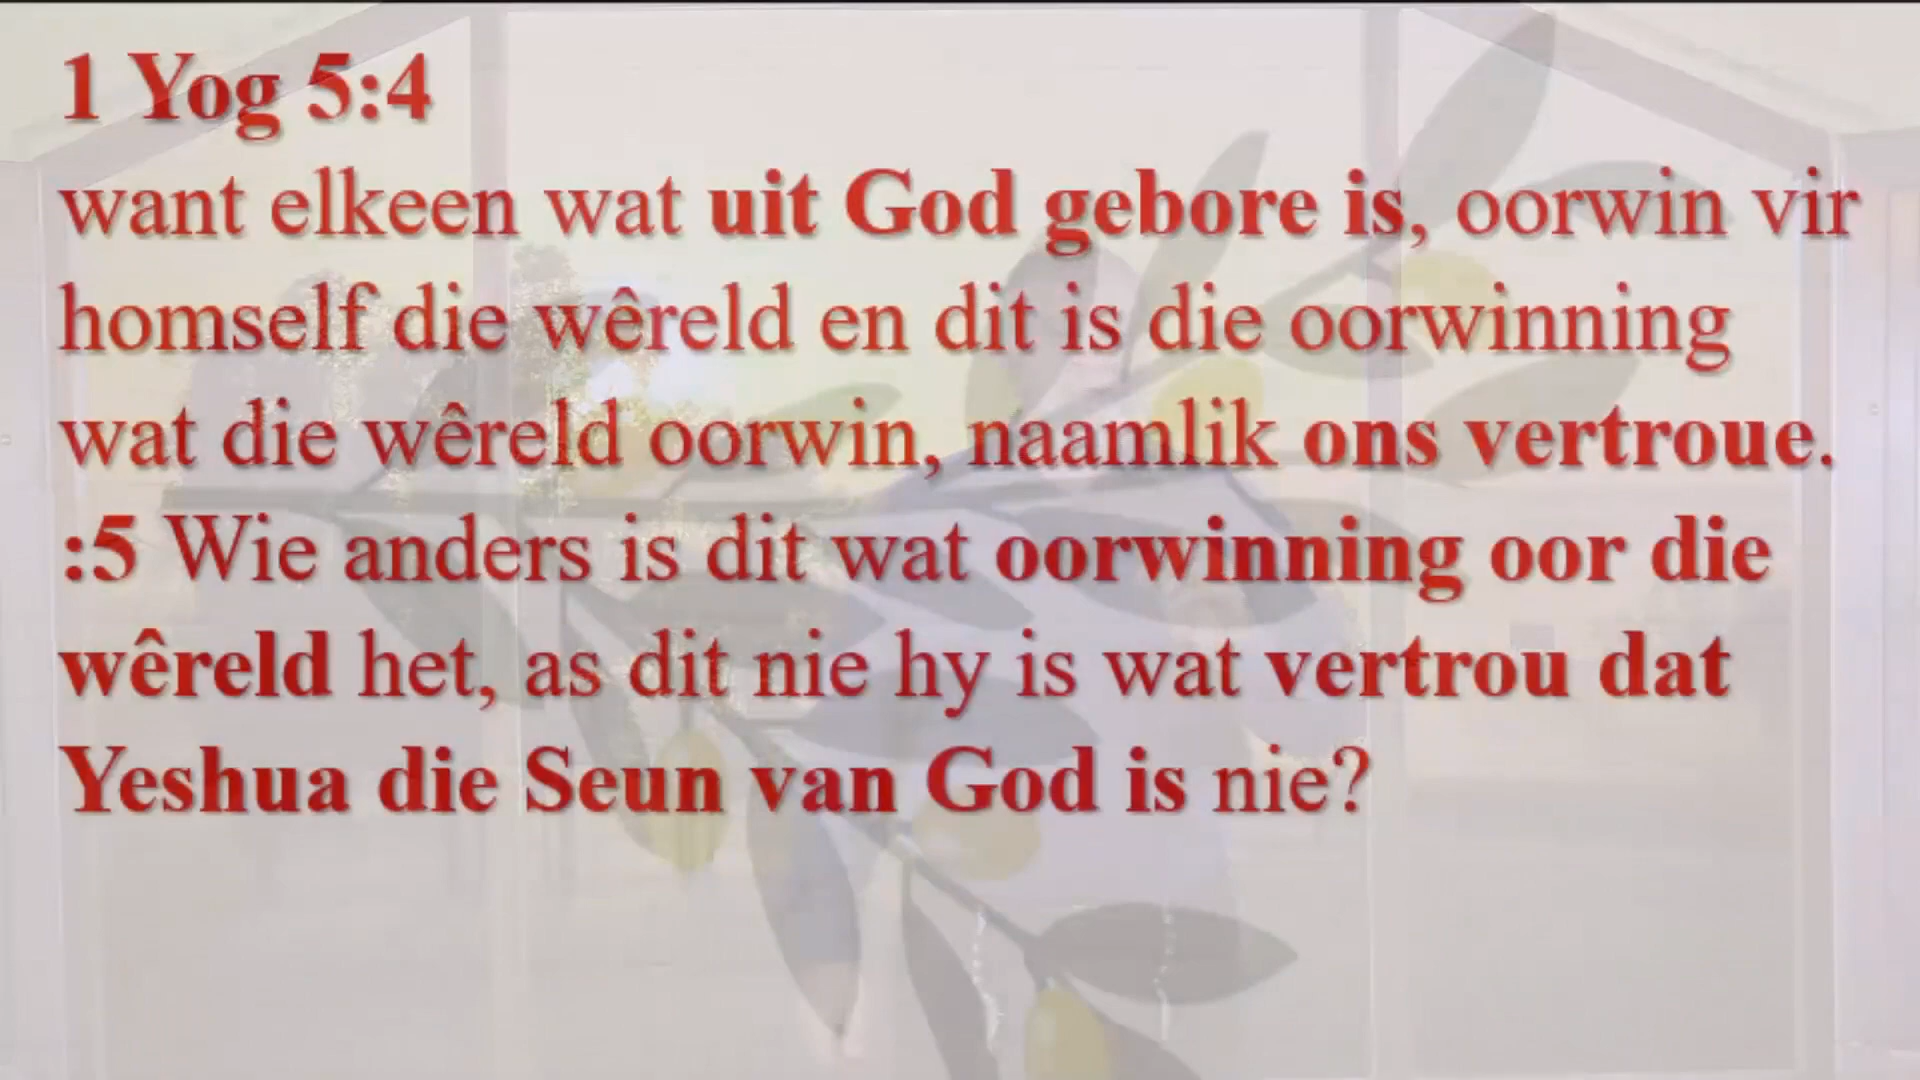 1 Yog 5:4
want elkeen wat uit God gebore is, oorwin vir
homself die wêreld en dit is die oorwinning
wat die wêreld oorwin, naamlik ons vertroue.
:5 Wie anders is dit wat oorwinning oor die
wêreld het, as dit nie hy is wat vertrou dat
Yeshua die Seun van God is nie?